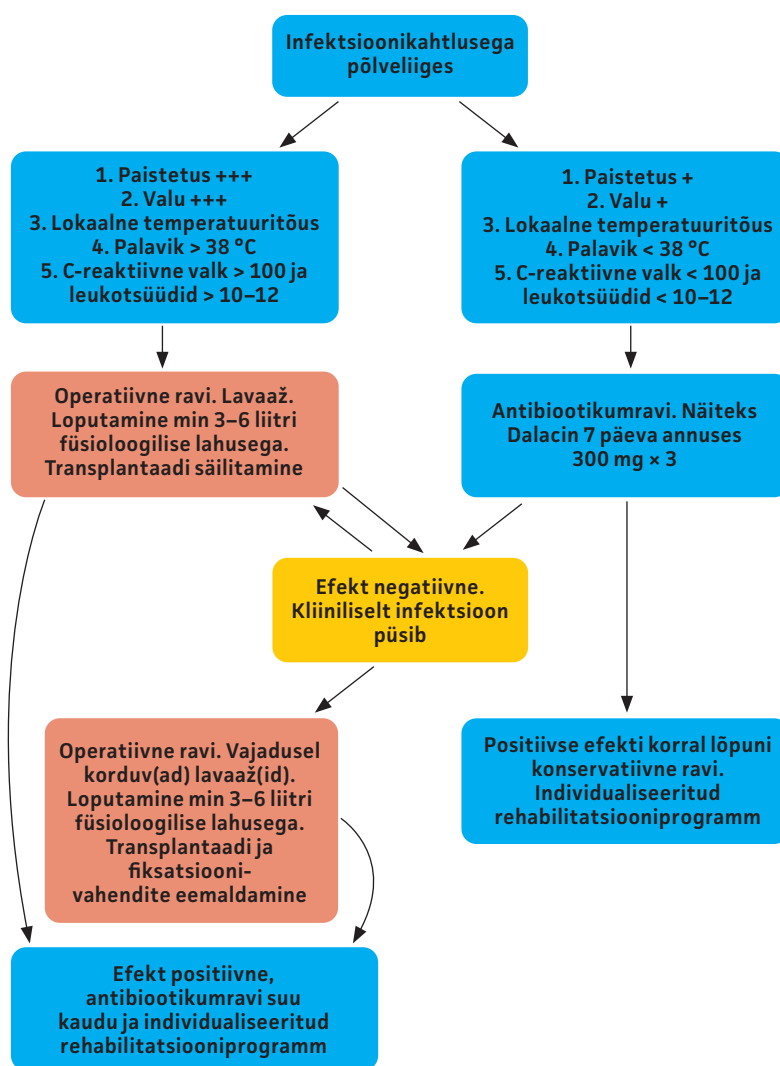 Infektsioonikahtlusega
põlveliiges
1. Paistetus +++
2. Valu +++
3. Lokaalne temperatuuritõus
4. Palavik > 38 °C
5. C-reaktiivne valk > 100 ja
leukotsüüdid > 10–12
1. Paistetus +
2. Valu +
3. Lokaalne temperatuuritõus
4. Palavik < 38 °C
5. C-reaktiivne valk < 100 ja
leukotsüüdid < 10–12
Operatiivne ravi. Lavaaž.
Loputamine min 3–6 liitri
füsioloogilise lahusega.
Transplantaadi säilitamine
Antibiootikumravi. Näiteks
Dalacin 7 päeva annuses
300 mg × 3
Efekt negatiivne.
Kliiniliselt infektsioon
püsib
Operatiivne ravi. Vajadusel
korduv(ad) lavaaž(id).
Loputamine min 3–6 liitri
füsioloogilise lahusega.
Transplantaadi ja
fiksatsiooni-
vahendite eemaldamine
Positiivse efekti korral lõpuni
konservatiivne ravi.
Individualiseeritud
rehabilitatsiooniprogramm
Efekt positiivne,
antibiootikumravi suu
kaudu ja individualiseeritud
rehabilitatsiooniprogramm